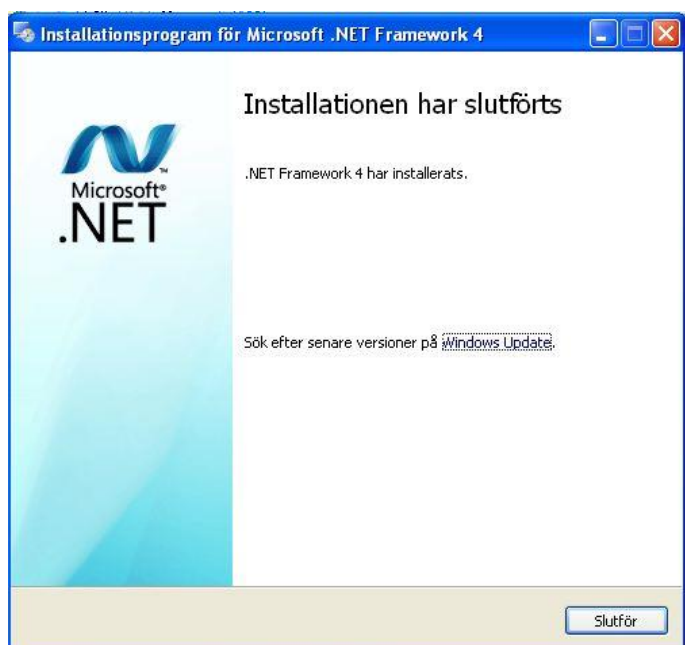 Installationsprogram för Microsoft .NET Framework 4
Installationen har slutförts
Microsoft®
.NET
™
.NET Framework 4 har installerats.
Sök efter senare versioner på Windows Update.
Slutför